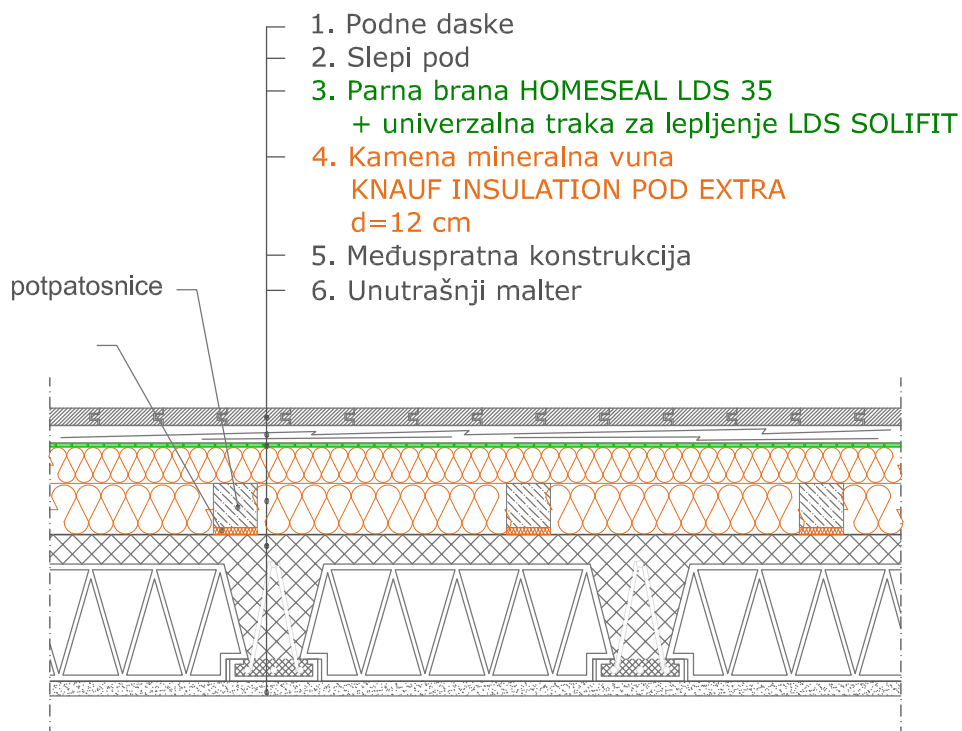 1. Podne daske
2. Slepi pod
3. Parna brana HOMESEAL LDS 35
+ univerzalna traka za lepljenje LDS SOLIFIT
4. Kamena mineralna vuna
KNAUF INSULATION POD EXTRA
d=12 cm
5. Međuspratna konstrukcija
6. Unutrašnji malter
potpatosnice